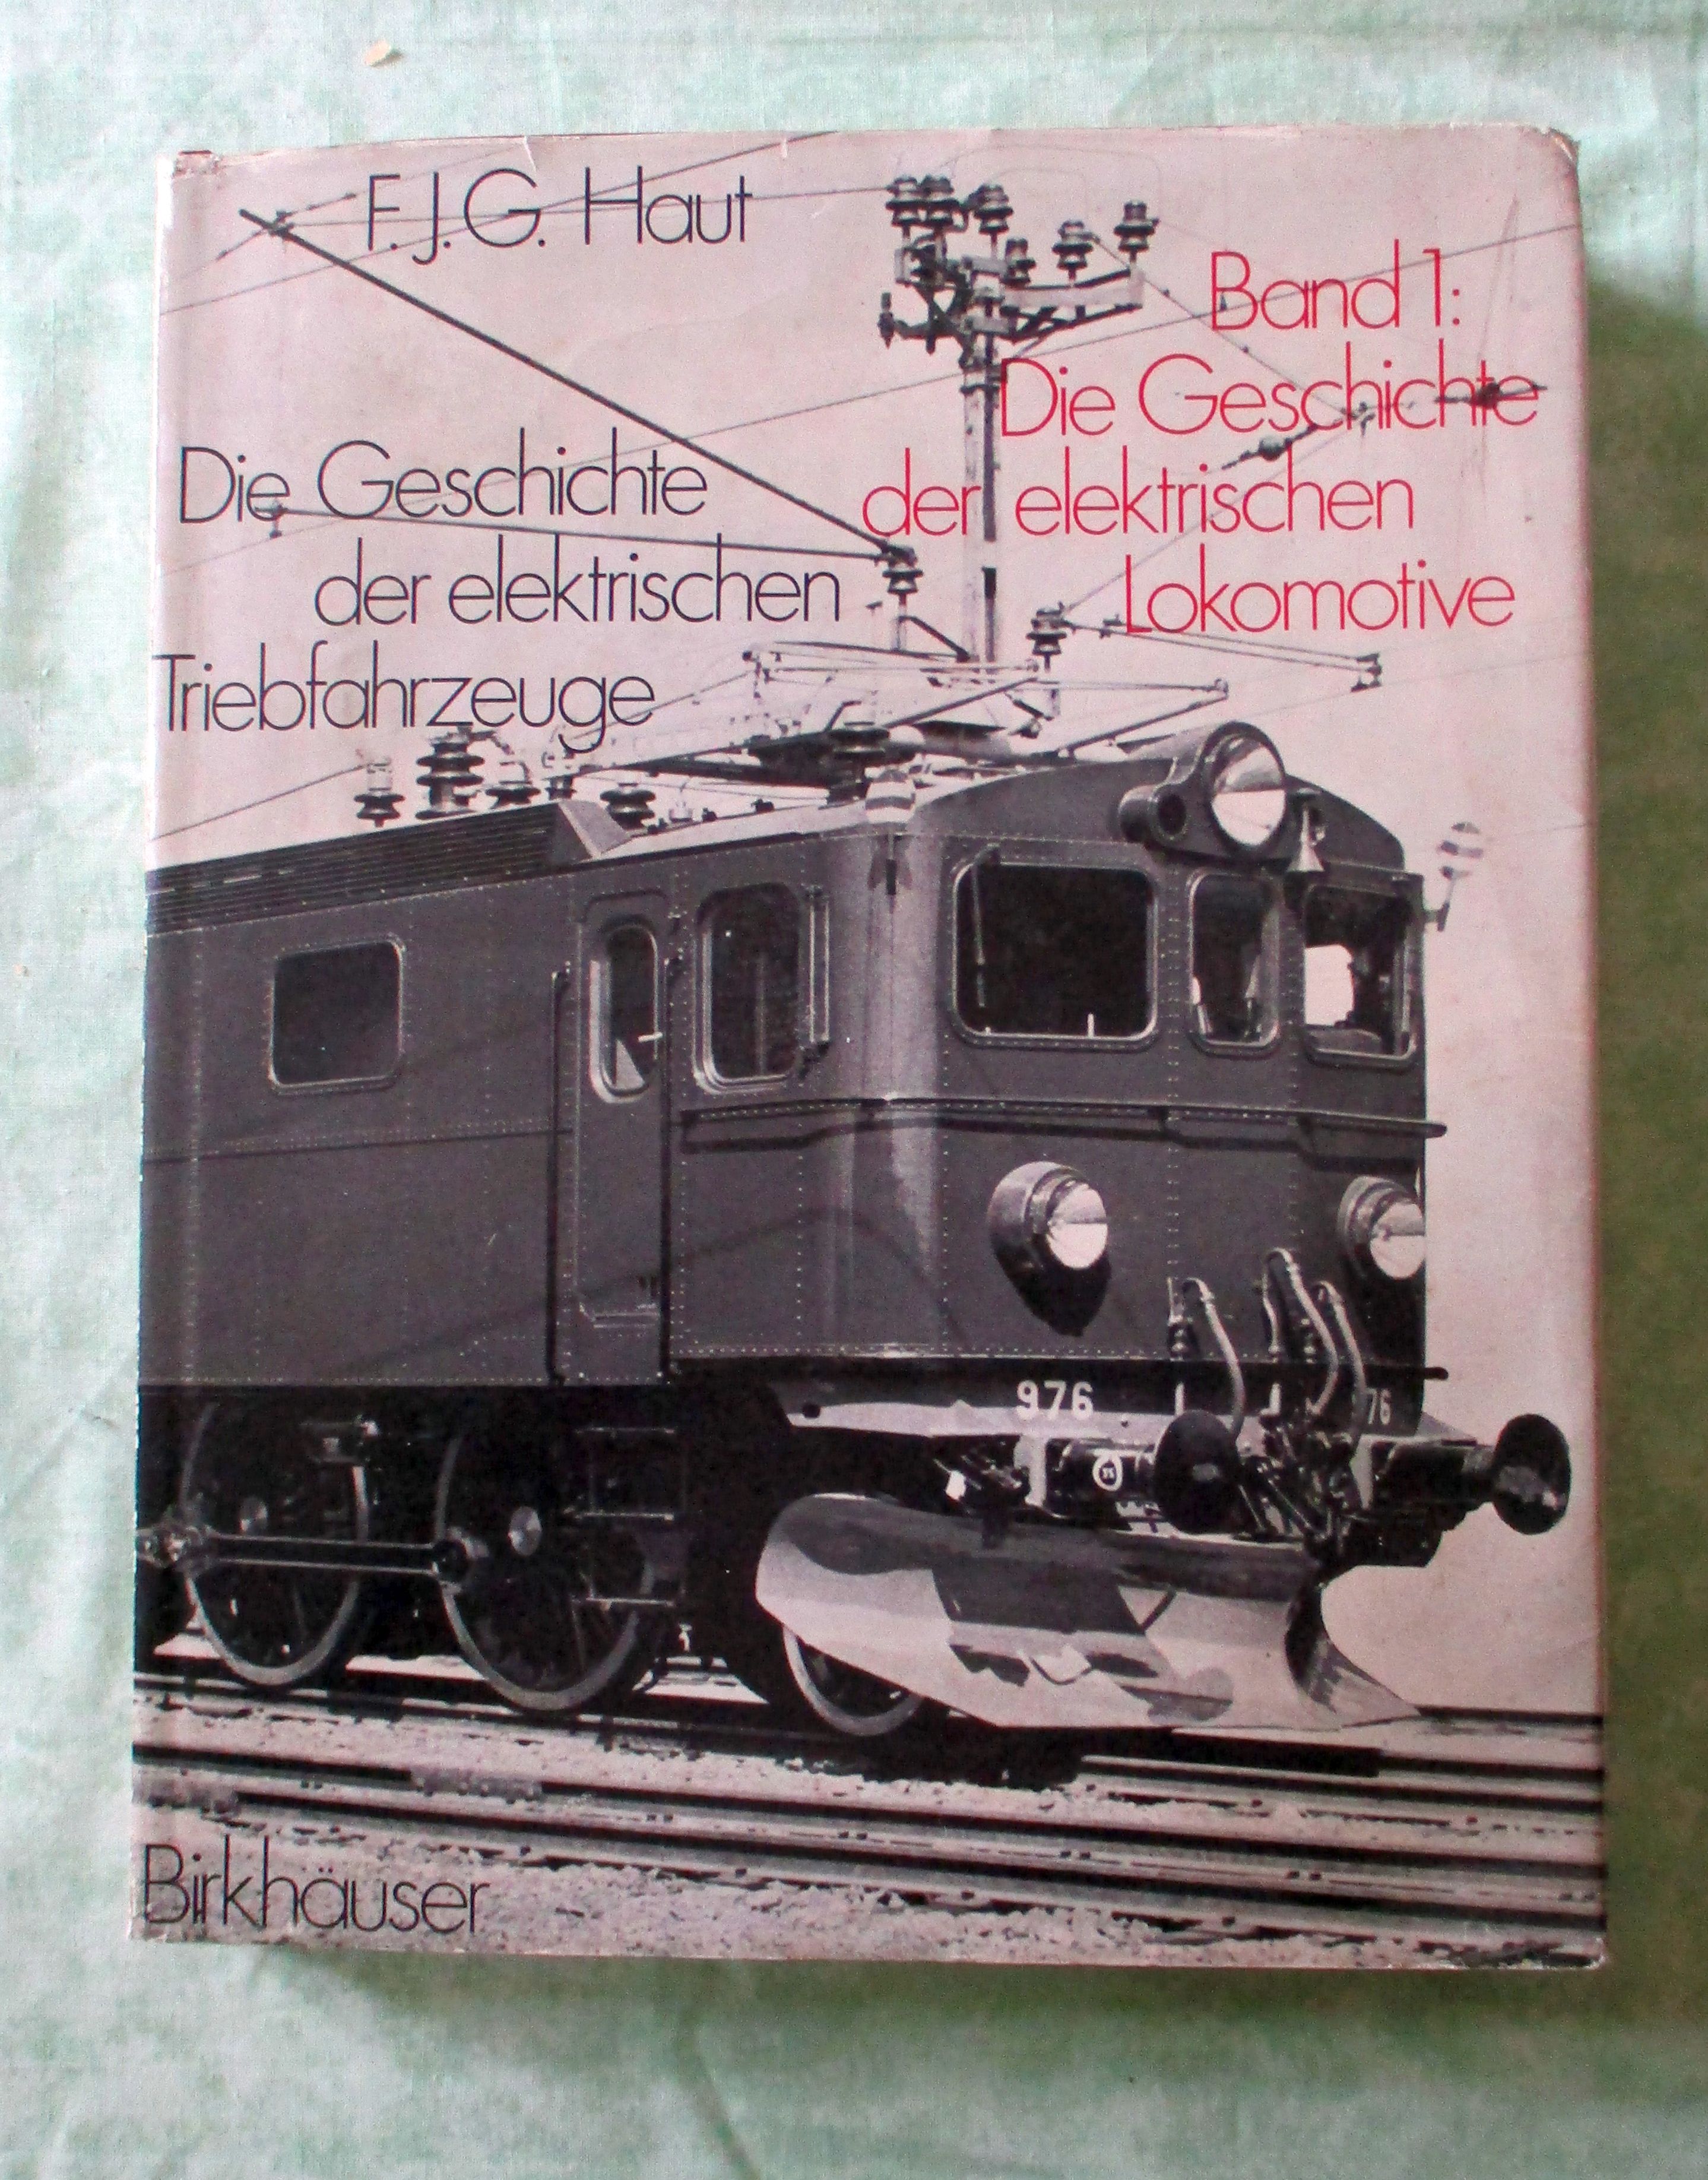 F.J.G. Haut
Band 1:
Die Geschichte
der elektrischen
Lokomotive
Die Geschichte
der elektrischen
Triebfahrzeuge
976
76
Birkhäuser